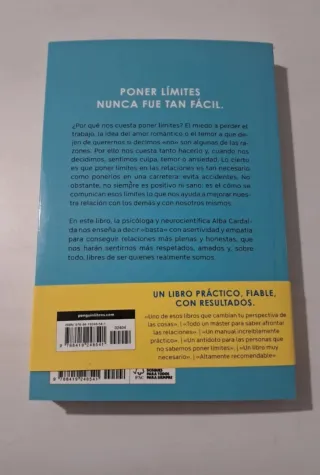 PONER LÍMITES
NUNCA FUE TAN FÁCIL.
¿Por qué nos cuesta poner límites? El miedo a perder el
trabajo, la idea del amor romántico o el temor a que
dejen de querernos si decimos «no» son algunas de las ra-
zones. Por ello nos cuesta tanto hacerlo y, cuando nos
decidimos, sentimos culpa, temor o ansiedad. Lo cierto
es que poner límites en las relaciones es tan necesario
como ponerlos en una carretera: evita accidentes. No
obstante, no siempre es positivo ni sano: es el cómo se
comunican esos límites lo que nos ayuda a mejorar nuestra
relación con los demás y con nosotros mismos.
En este libro, la psicóloga y neurocientífica Alba Cardal-
da nos enseña a decir «basta» con asertividad y empatía
para conseguir relaciones más plenas y honestas, que
nos harán sentirnos más respetados, amados y, sobre
todo, libres de ser quienes realmente somos.
UN LIBRO PRÁCTICO, FIABLE,
CON RESULTADOS.
«Uno de esos libros que cambian tu perspectiva de
las cosas». | «Todo un máster para saber afrontar
las relaciones». | «Un manual increíblemente
práctico». | «Un antídoto para las personas que
no sabemos poner límites». | «Un libro muy
necesario». | «Altamente recomendable»
penguinlibros.com